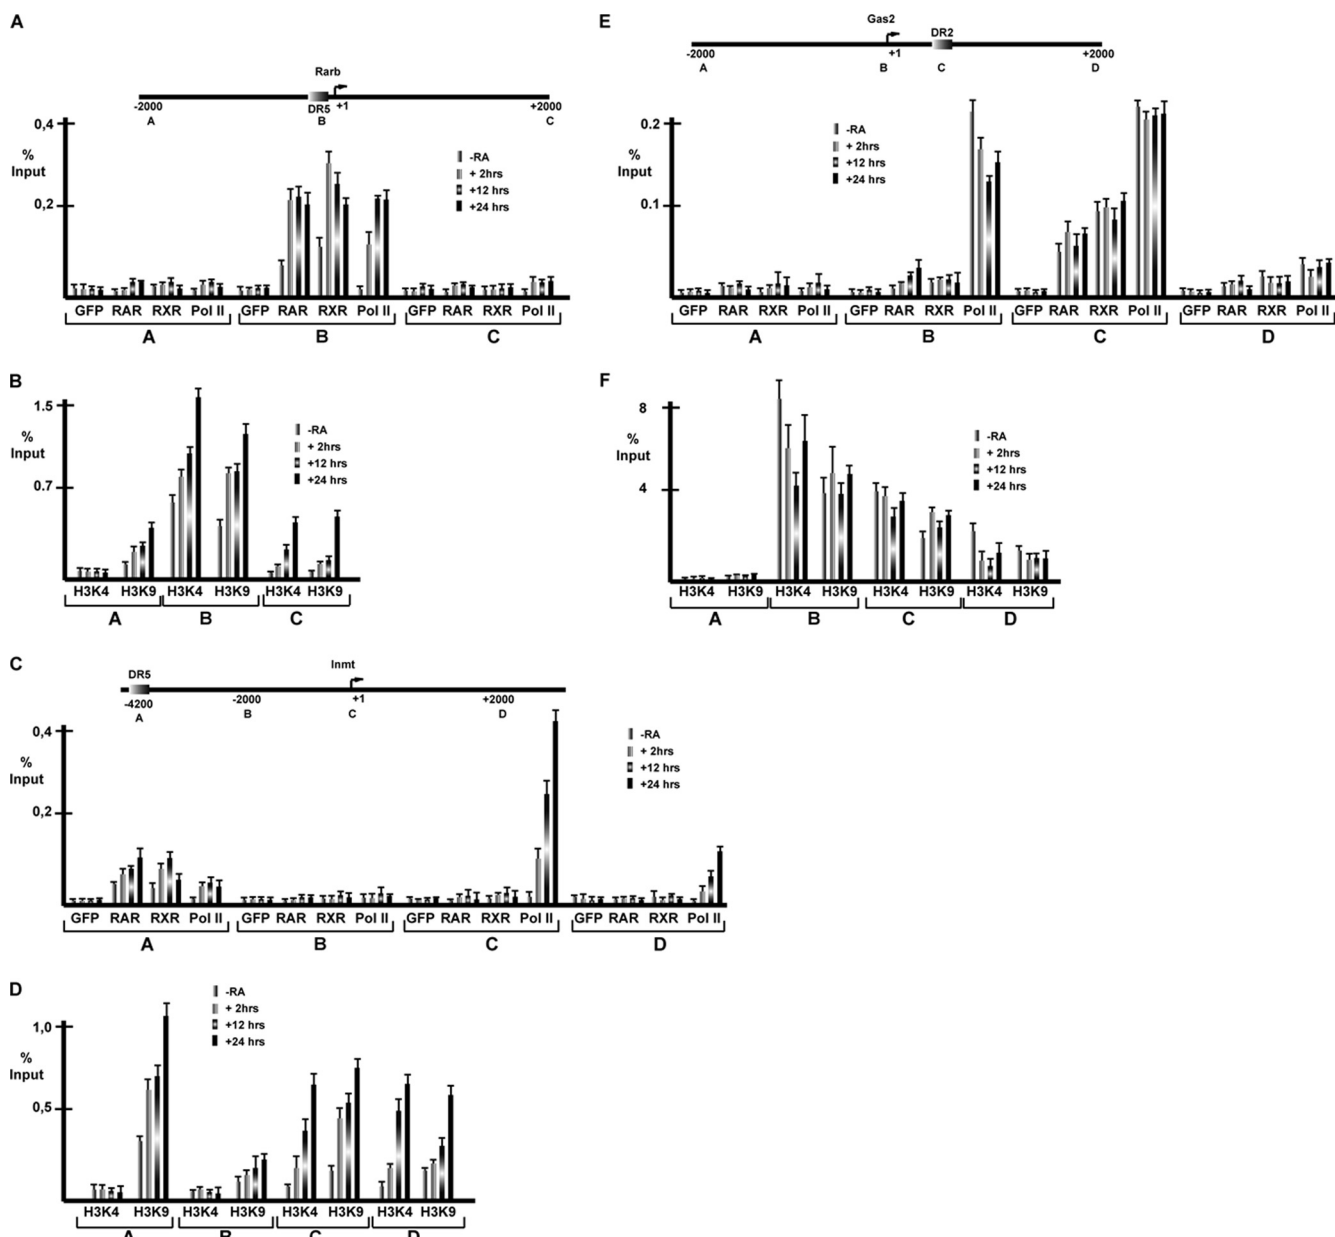 A
Rarb
-2000 DR5 +1 +2000
A B C
0,4
%
Input
0,2
-RA
+ 2hrs
+12 hrs
+24 hrs
GFP RAR RXR Pol II GFP RAR RXR Pol II GFP RAR RXR Pol II
A B C
B
1.5
%
Input
0.7
-RA
+ 2hrs
+12 hrs
+24 hrs
H3K4 H3K9 H3K4 H3K9 H3K4 H3K9
A B C
C
DR5 Inmt
-4200 -2000 +1 +2000
A B C D
0,4
%
Input
0,2
-RA
+ 2hrs
+12 hrs
+24 hrs
GFP RAR RXR Pol II GFP RAR RXR Pol II GFP RAR RXR Pol II GFP RAR RXR Pol II
A B C D
D
1,0
%
Input
0,5
-RA
+ 2hrs
+12 hrs
+24 hrs
H3K4 H3K9 H3K4 H3K9 H3K4 H3K9 H3K4 H3K9
A B C D
E
Gas2
DR2
-2000 +1 +2000
A B C D
0.2
%
Input
0.1
-RA
+ 2hrs
+12 hrs
+24 hrs
GFP RAR RXR Pol II GFP RAR RXR Pol II GFP RAR RXR Pol II GFP RAR RXR Pol II
A B C D
F
8
%
Input
4
-RA
+ 2hrs
+12 hrs
+24 hrs
H3K4 H3K9 H3K4 H3K9 H3K4 H3K9 H3K4 H3K9
A B C D